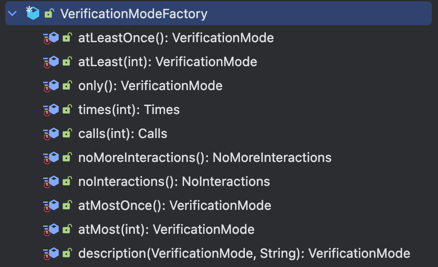 VerificationModeFactory
atLeastOnce(): VerificationMode
atLeast(int): VerificationMode
only(): VerificationMode
times(int): Times
calls(int): Calls
noMoreInteractions(): NoMoreInteractions
noInteractions(): NoInteractions
atMostOnce(): VerificationMode
atMost(int): VerificationMode
description(VerificationMode, String): VerificationMode